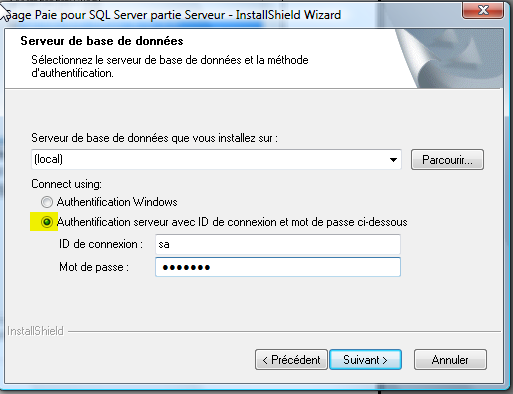 Sage Paie pour SQL Server partie Serveur - InstallShield Wizard
Serveur de base de données
Sélectionnez le serveur de base de données et la méthode
d'authentification.
Serveur de base de données que vous installez sur :
(local)
Parcourir...
Connect using:
Authentification Windows
Authentification serveur avec ID de connexion et mot de passe ci-dessous
ID de connexion :
sa
Mot de passe :
•••••••
InstallShield
< Précédent
Suivant >
Annuler